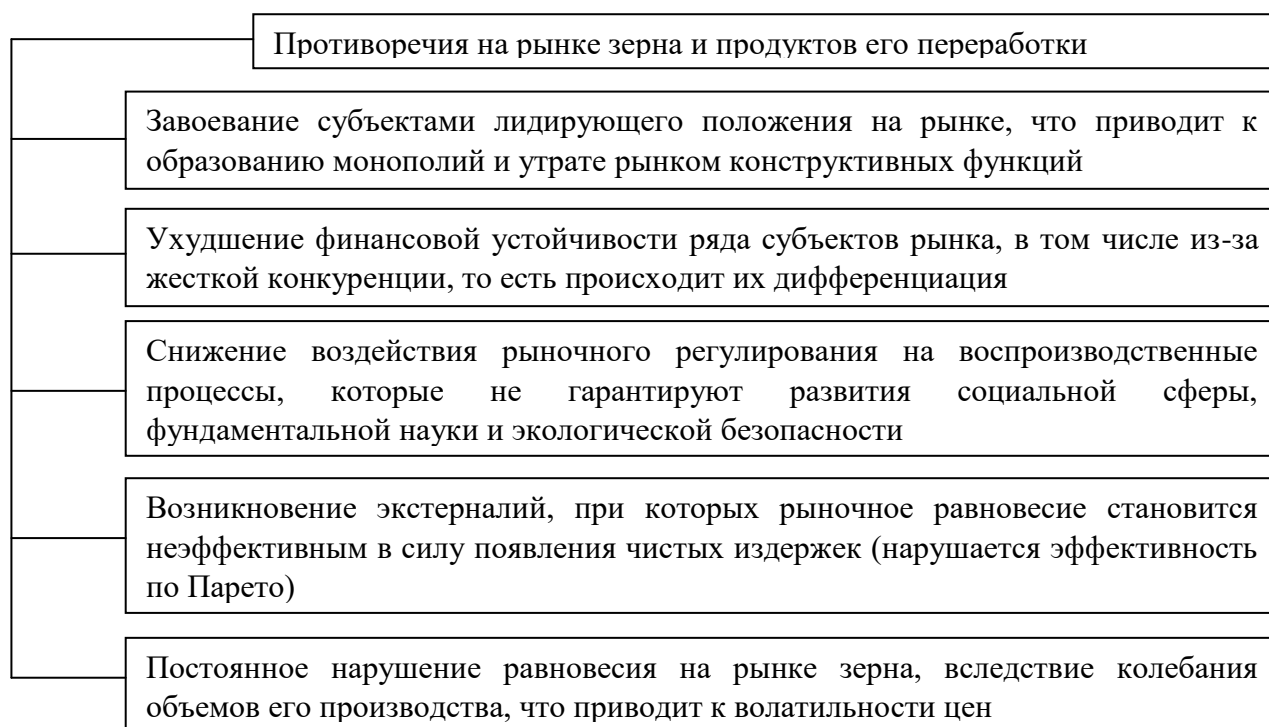 Противоречия на рынке зерна и продуктов его переработки
Завоевание субъектами лидирующего положения на рынке, что приводит к
образованию монополий и утрате рынком конструктивных функций
Ухудшение финансовой устойчивости ряда субъектов рынка, в том числе из-за
жесткой конкуренции, то есть происходит их дифференциация
Снижение воздействия рыночного регулирования на воспроизводственные
процессы, которые не гарантируют развития социальной сферы,
фундаментальной науки и экологической безопасности
Возникновение экстерналий, при которых рыночное равновесие становится
неэффективным в силу появления чистых издержек (нарушается эффективность
по Парето)
Постоянное нарушение равновесия на рынке зерна, вследствие колебания
объемов его производства, что приводит к волатильности цен